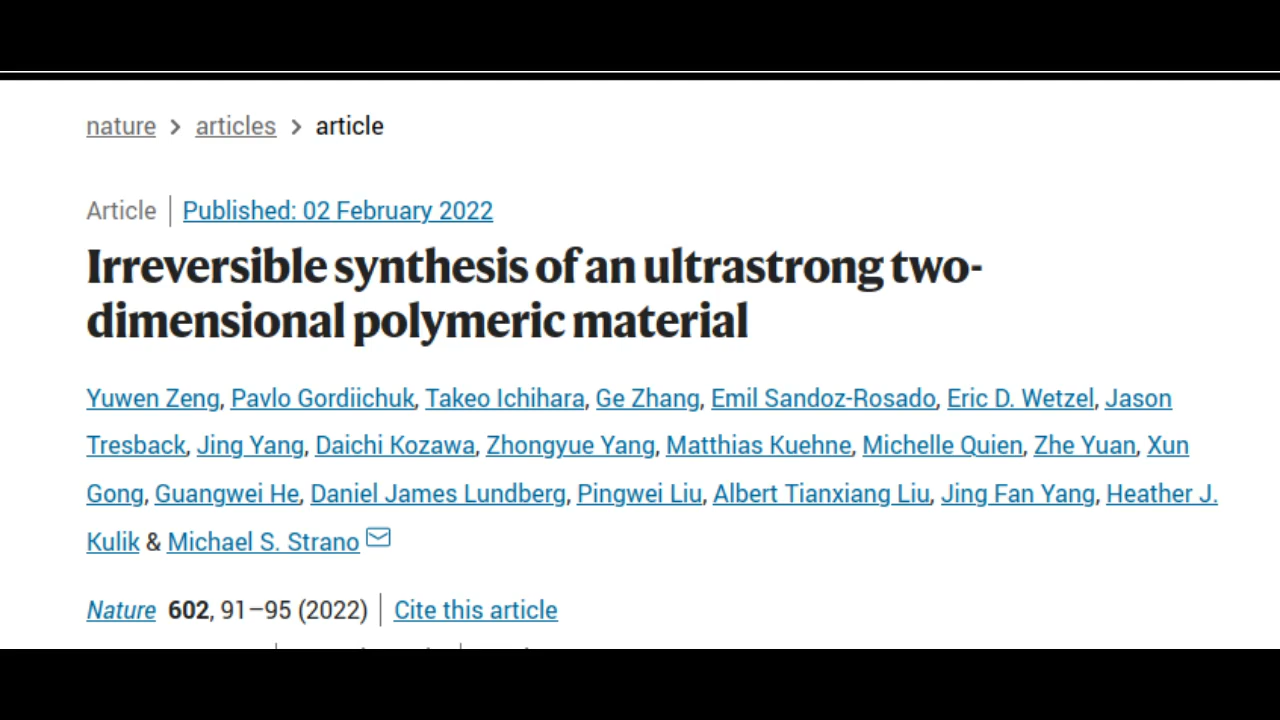 nature > articles > article
Article | Published: 02 February 2022
Irreversible synthesis of an ultrastrong two-
dimensional polymeric material
Yuwen Zeng, Pavlo Gordiichuk, Takeo Ichihara, Ge Zhang, Emil Sandoz-Rosado, Eric D. Wetzel, Jason
Tresback, Jing Yang, Daichi Kozawa, Zhongyue Yang, Matthias Kuehne, Michelle Quien, Zhe Yuan, Xun
Gong, Guangwei He, Daniel James Lundberg, Pingwei Liu, Albert Tianxiang Liu, Jing Fan Yang, Heather J.
Kulik & Michael S. Strano
Nature 602, 91–95 (2022) | Cite this article